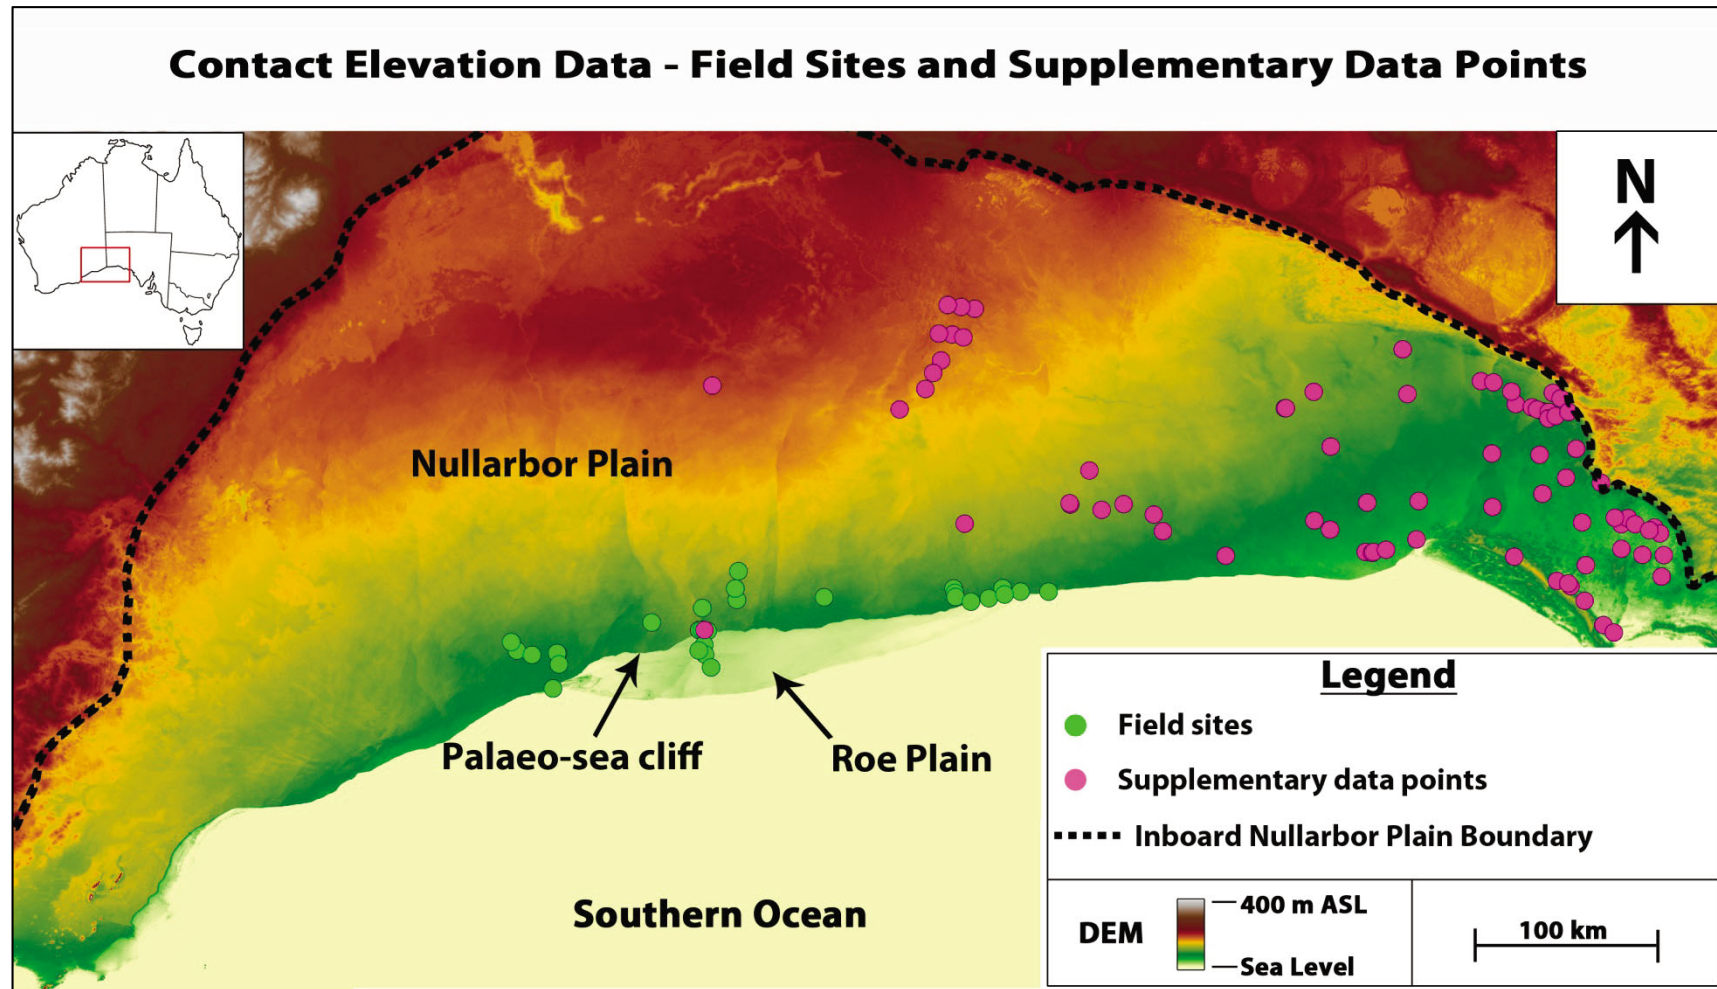 Contact Elevation Data - Field Sites and Supplementary Data Points
N
Nullarbor Plain
Palaeo-sea cliff
Roe Plain
Southern Ocean
Legend
Field sites
Supplementary data points
Inboard Nullarbor Plain Boundary
DEM
400 m ASL
Sea Level
100 km